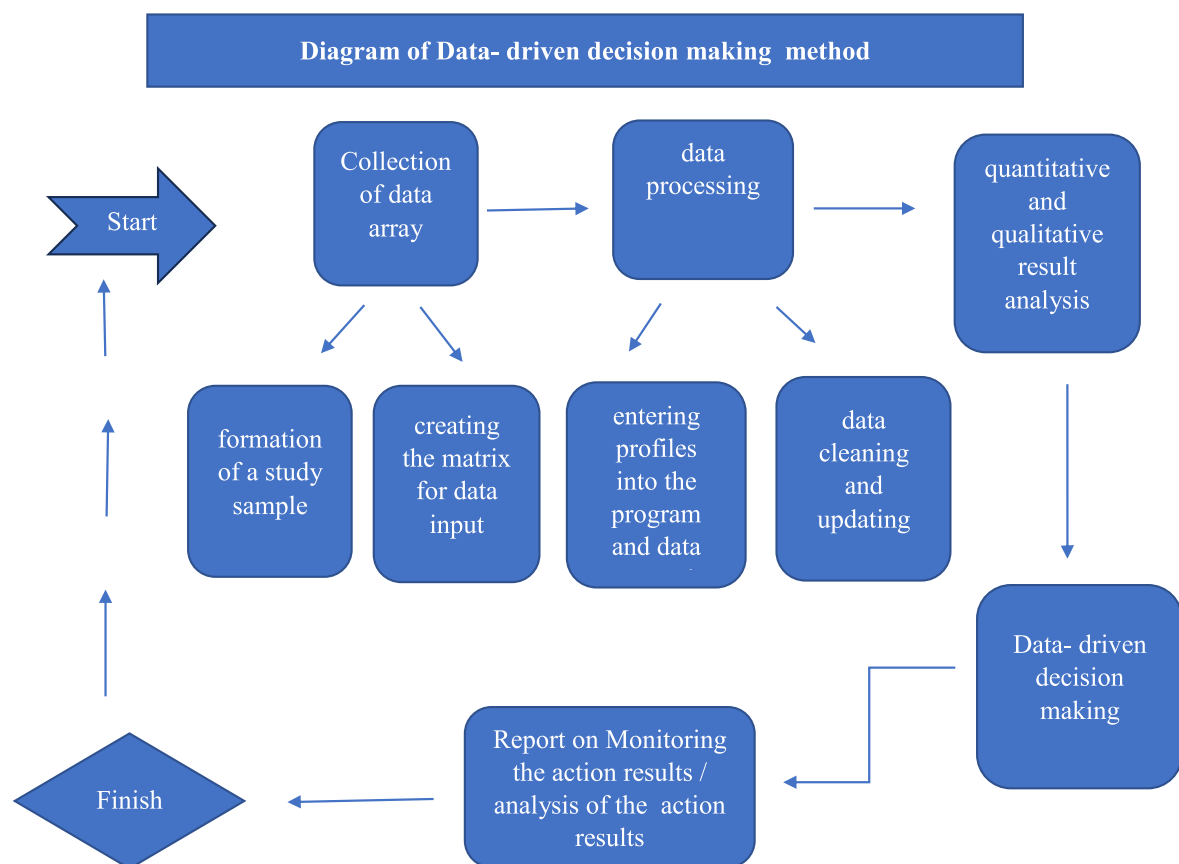 Diagram of Data- driven decision making method
Start
Collection
of data
array
data
processing
quantitative
and
qualitative
result
analysis
formation
of a study
sample
creating
the matrix
for data
input
entering
profiles
into the
program
and data
data
cleaning
and
updating
Data- driven
decision
making
Report on Monitoring
the action results /
analysis of the action
results
Finish